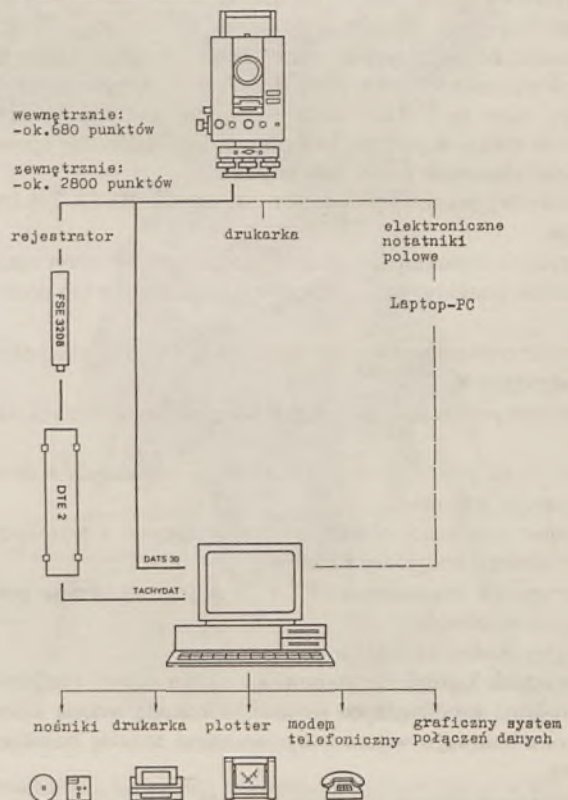 wewnętrznie:
-ok.680 punktów
zewnętrznie:
-ok. 2800 punktów
rejestrator
drukarka
elektroniczne
notatniki
polowe
Laptop-PC
FSE 320B
DTE 2
DATS 30
TACHYDAT
nośniki drukarka plotter modem
telefoniczny
graficzny system
połączeń danych